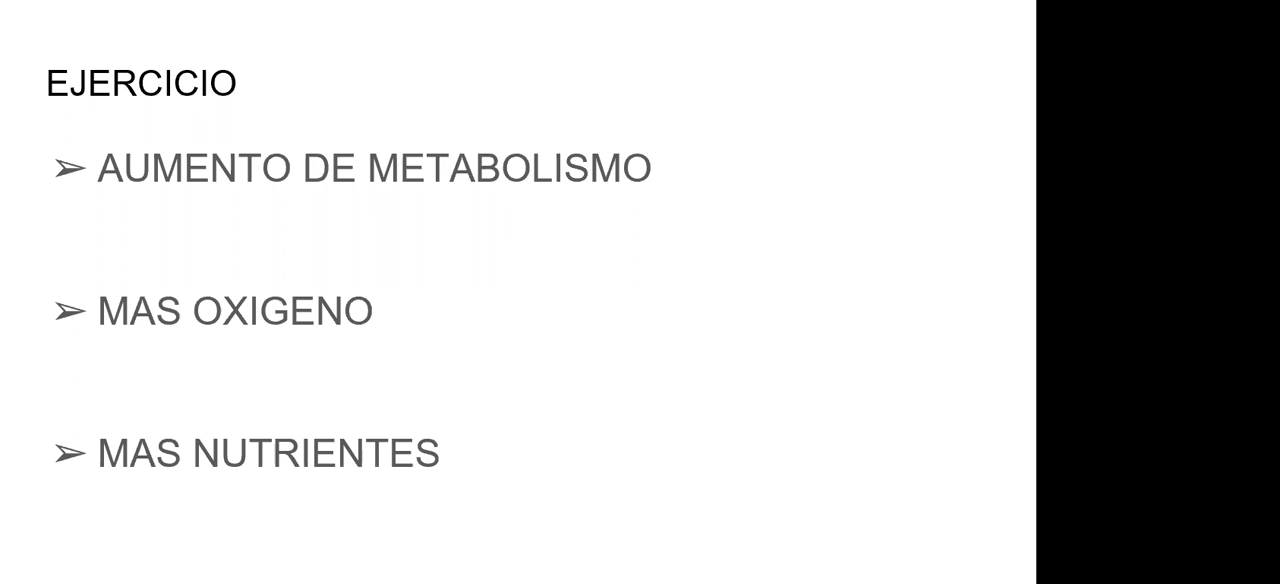 EJERCICIO
➢ AUMENTO DE METABOLISMO
➢ MAS OXIGENO
➢ MAS NUTRIENTES